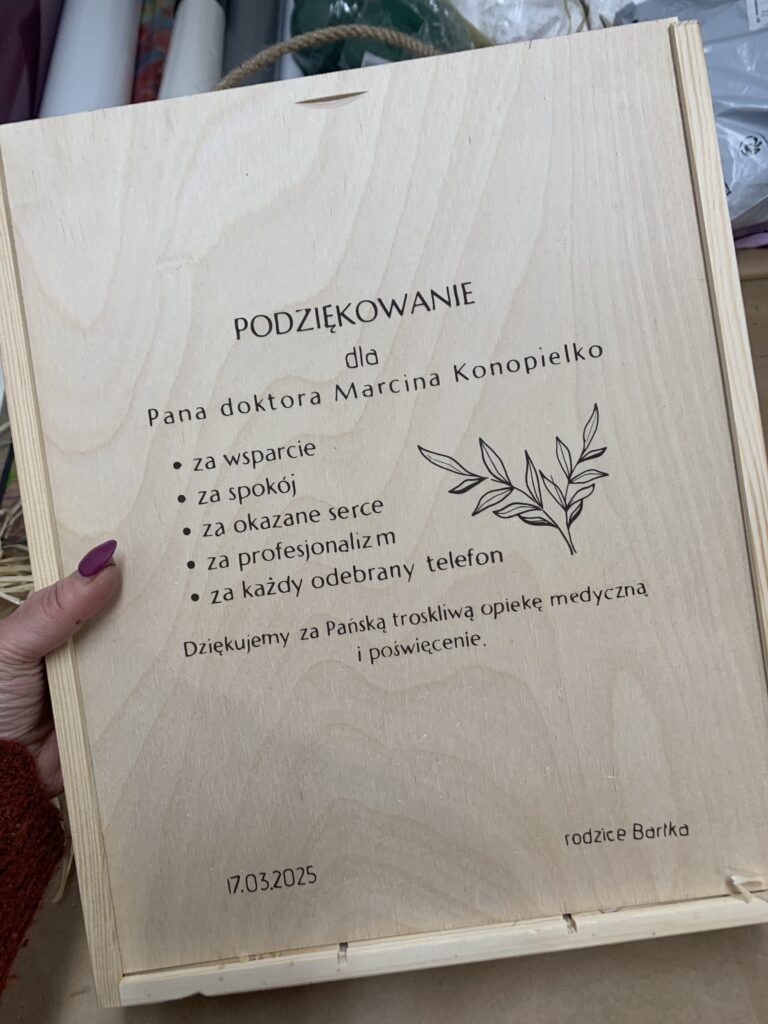 PODZIĘKOWANIE
dla
Pana doktora Marcina Konopielko
• za wsparcie
• za spokój
• za okazane serce
• za profesjonalizm
• za każdy odebrany telefon
Dziękujemy za Pańską troskliwą opiekę medyczną
i poświęcenie.
rodzice Bartka
17.03.2025